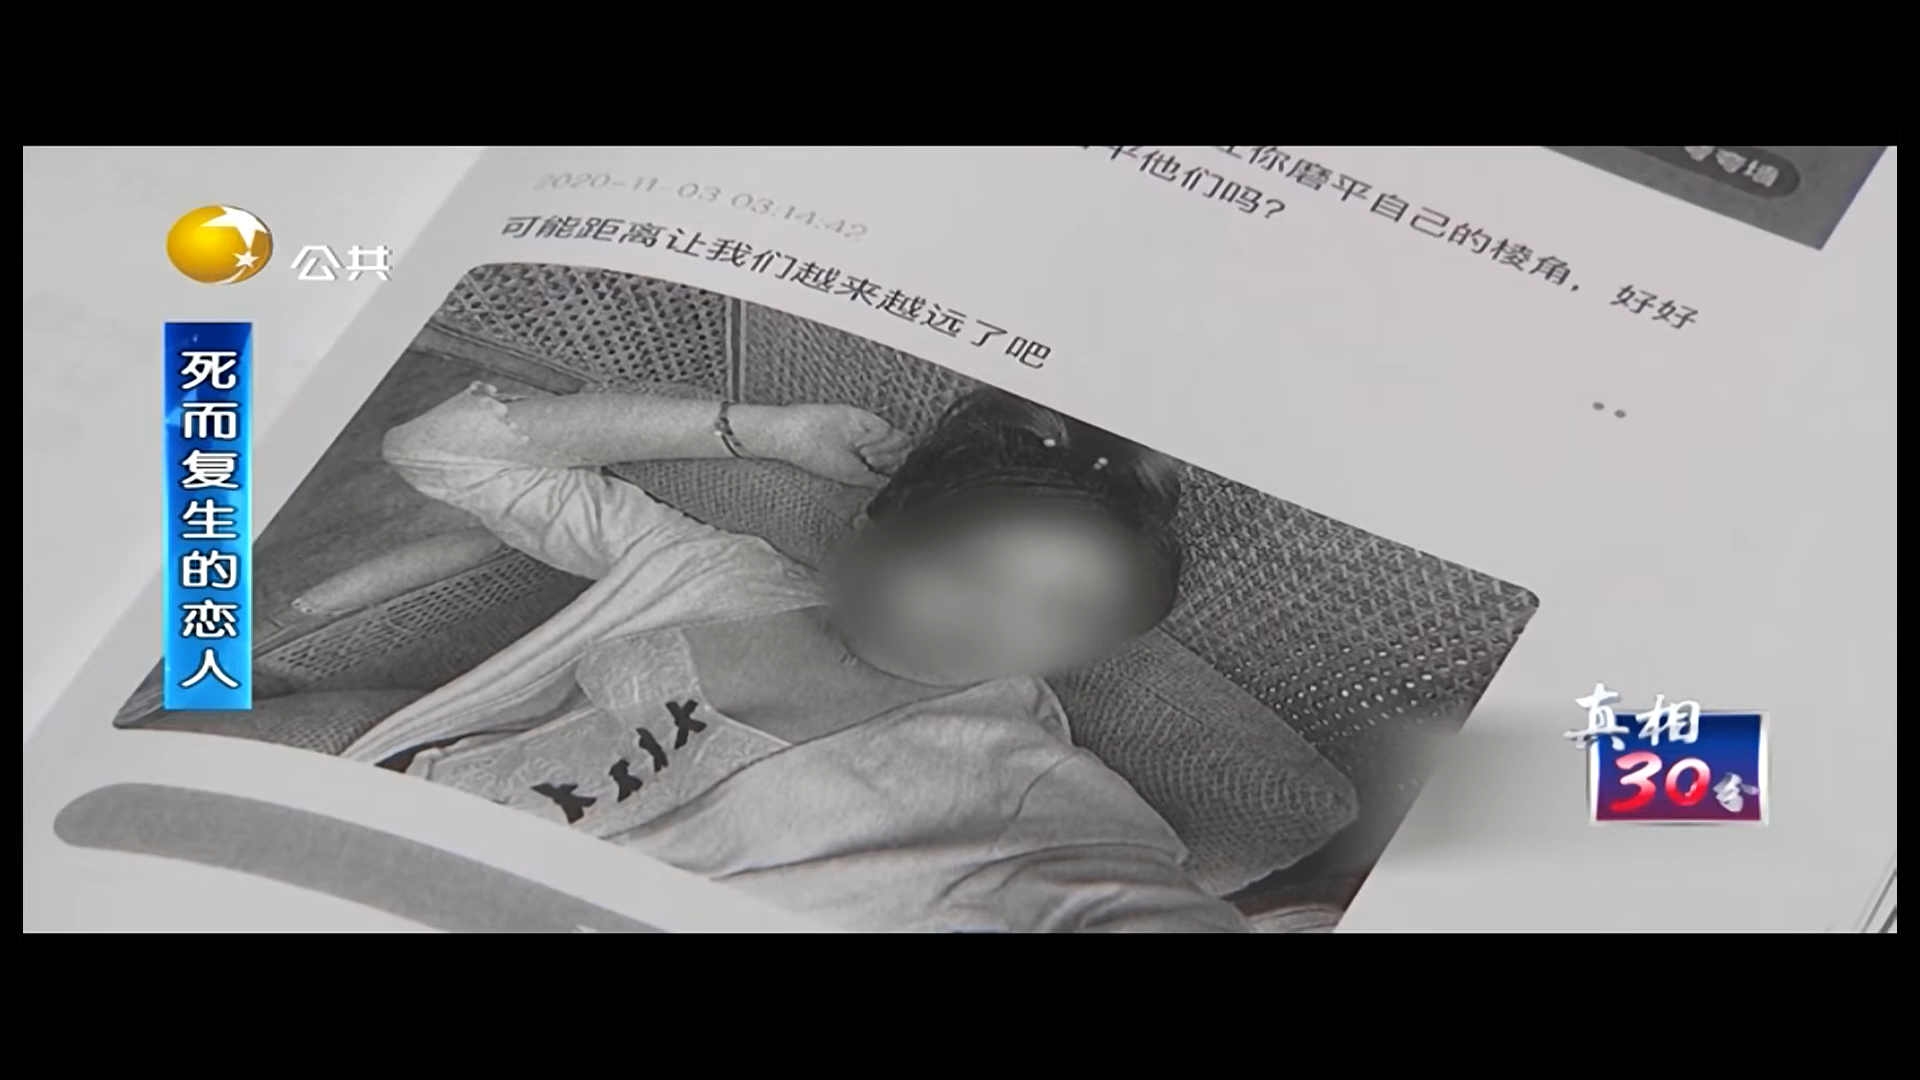 公共
死而复生的恋人
你磨平自己的棱角，好好
平他们吗？
2020-11-03 03:14:42
可能距离让我们越来越远了吧
真相
30分